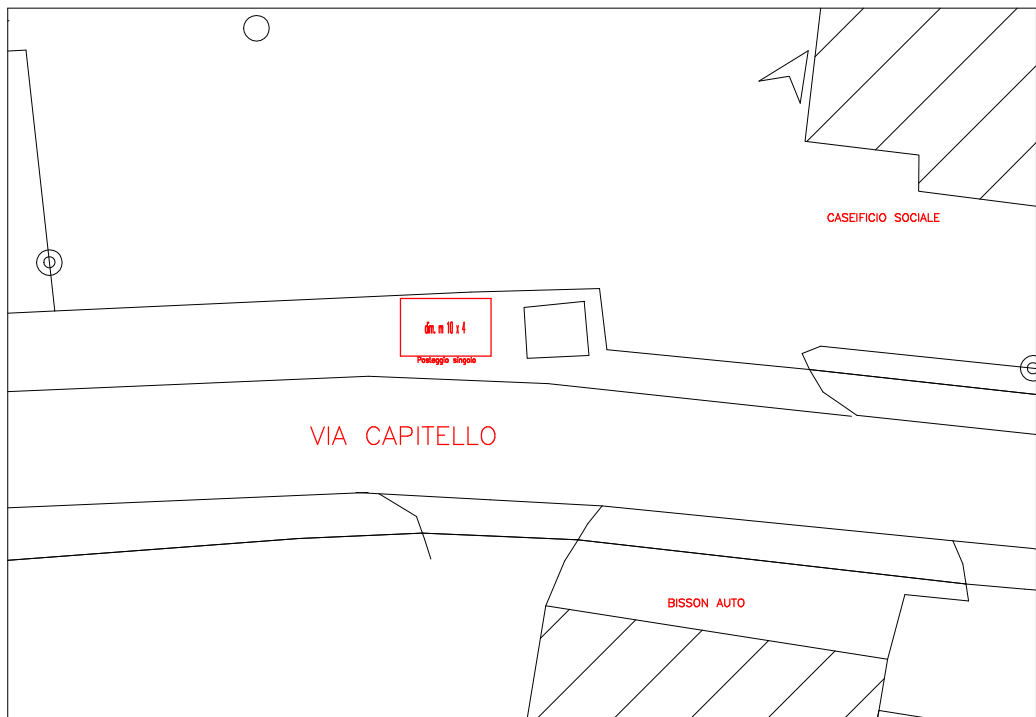 CASEIFICIO SOCIALE
dim. m 10 x 4
Posteggio singolo
VIA CAPITELLO
BISSON AUTO